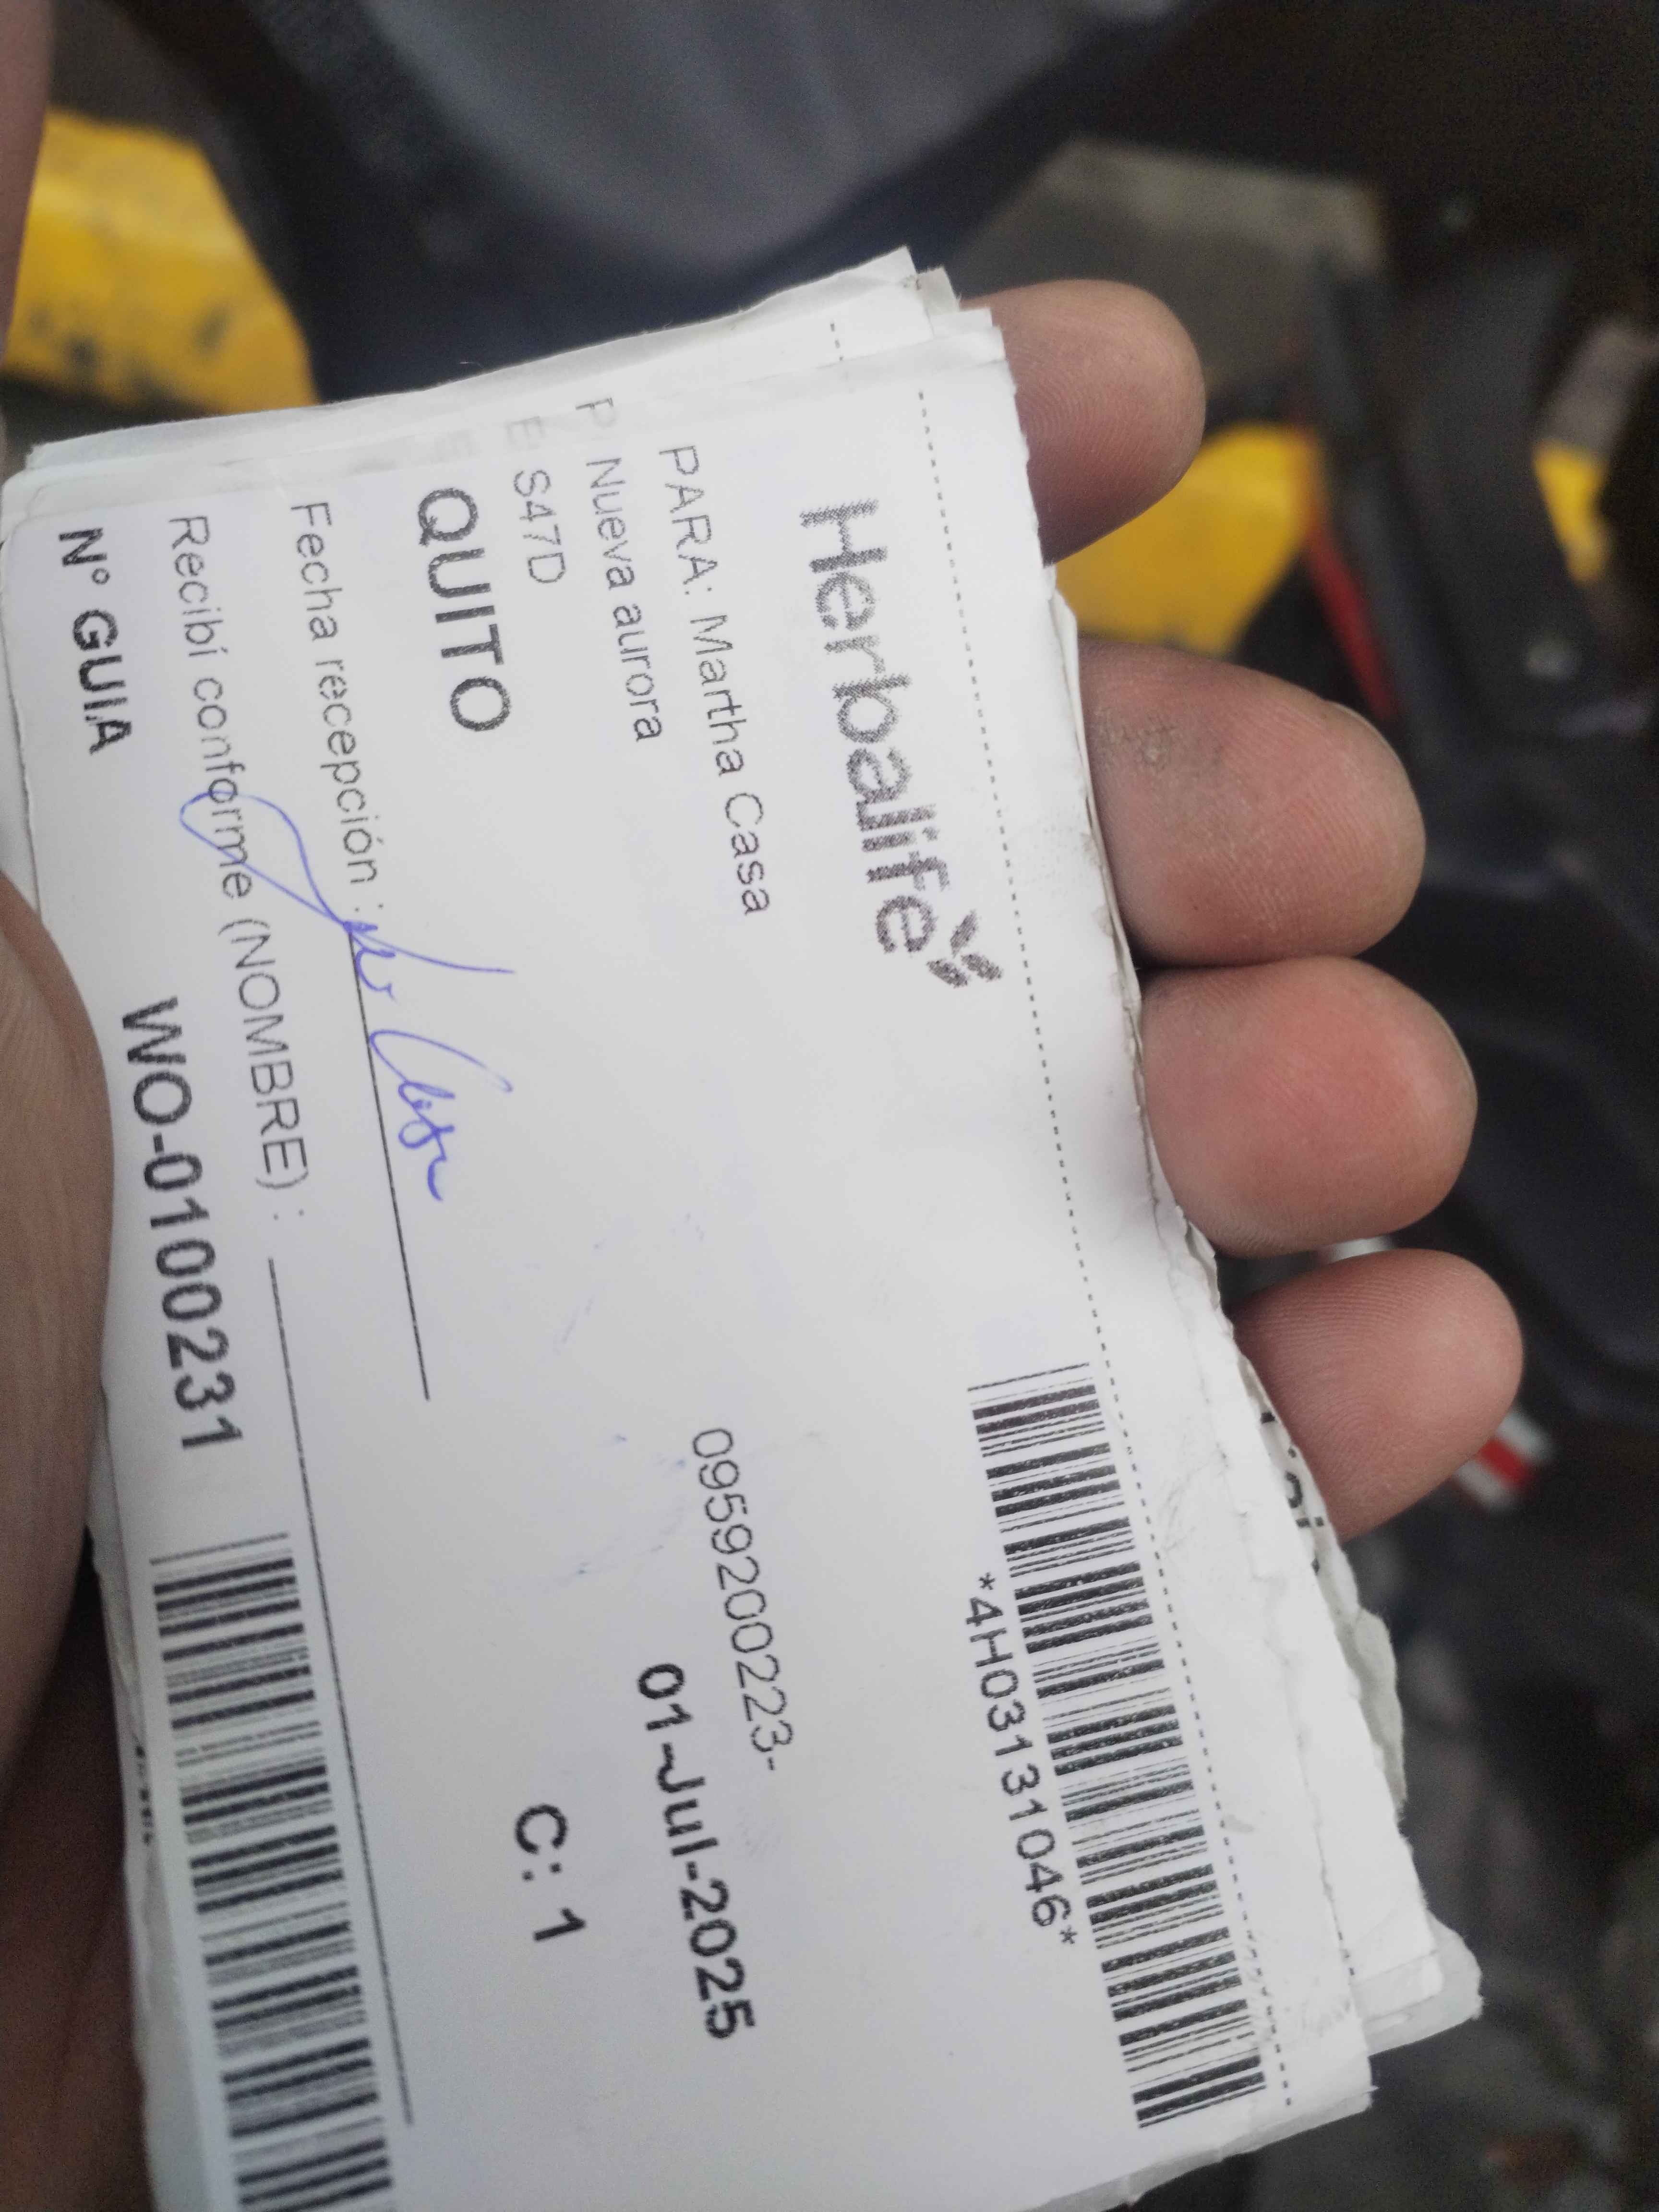 Herbalife
*4H03131046*
PARA: Martha Casa
0959200223-
P Nueva aurora
01-Jul-2025
E S47D
QUITO
C: 1
Fecha recepción :
Recibí conforme (NOMBRE) :
N° GUIA WO-0100231